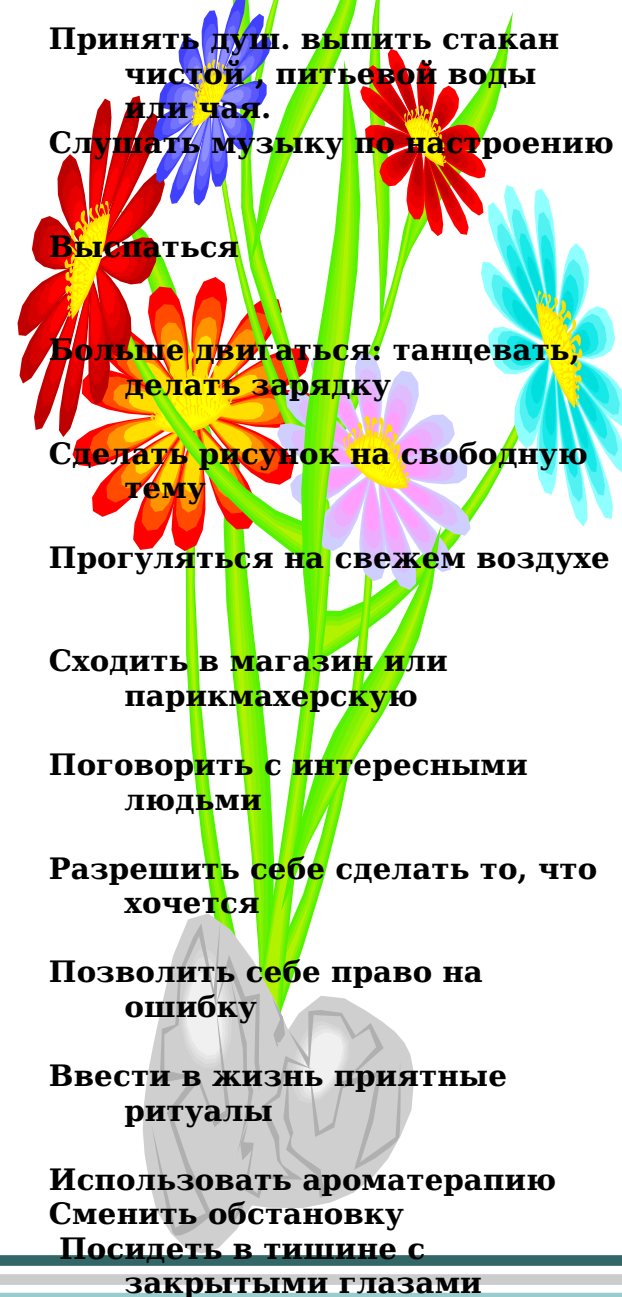 Принять душ. выпить стакан
чистой , питьевой воды
или чая.
Слушать музыку по настроению
Выспаться
Больше двигаться: танцевать,
делать зарядку
Сделать рисунок на свободную
тему
Прогуляться на свежем воздухе
Сходить в магазин или
парикмахерскую
Поговорить с интересными
людьми
Разрешить себе сделать то, что
хочется
Позволить себе право на
ошибку
Ввести в жизнь приятные
ритуалы
Использовать ароматерапию
Сменить обстановку
Посидеть в тишине с
закрытыми глазами